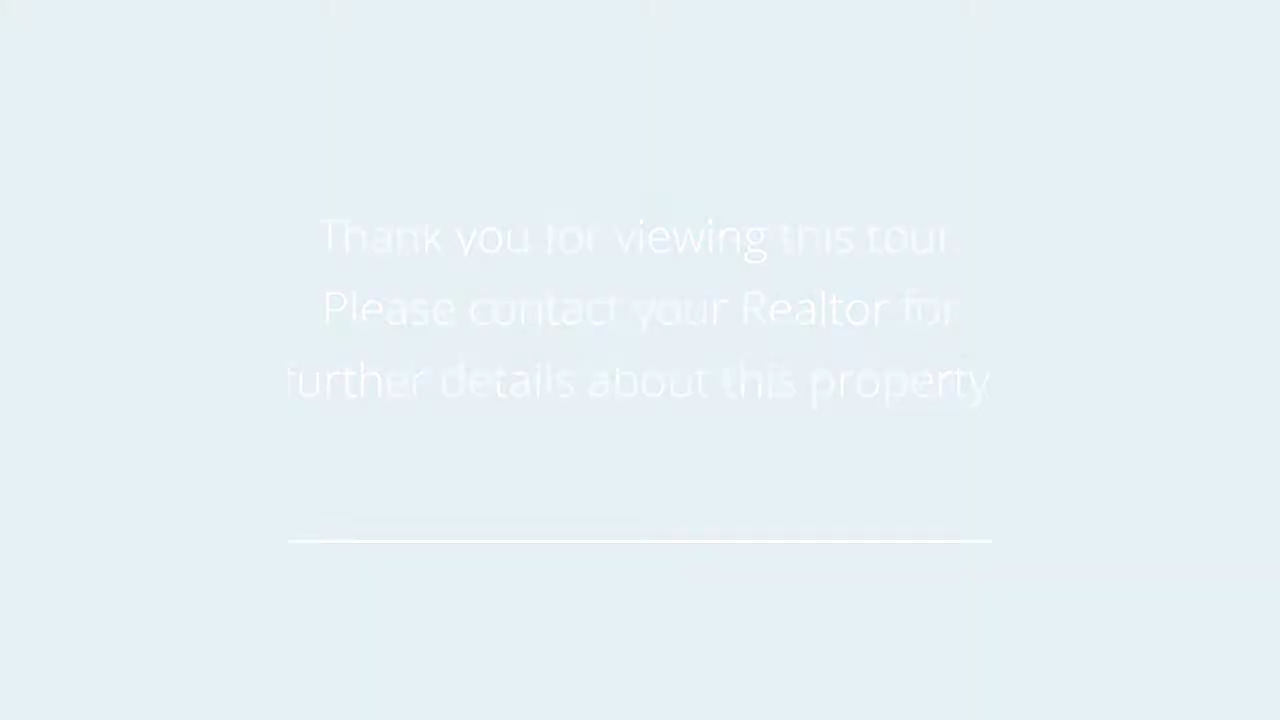 Thank you for viewing this tour
Please contact your Realtor for
further details about this property